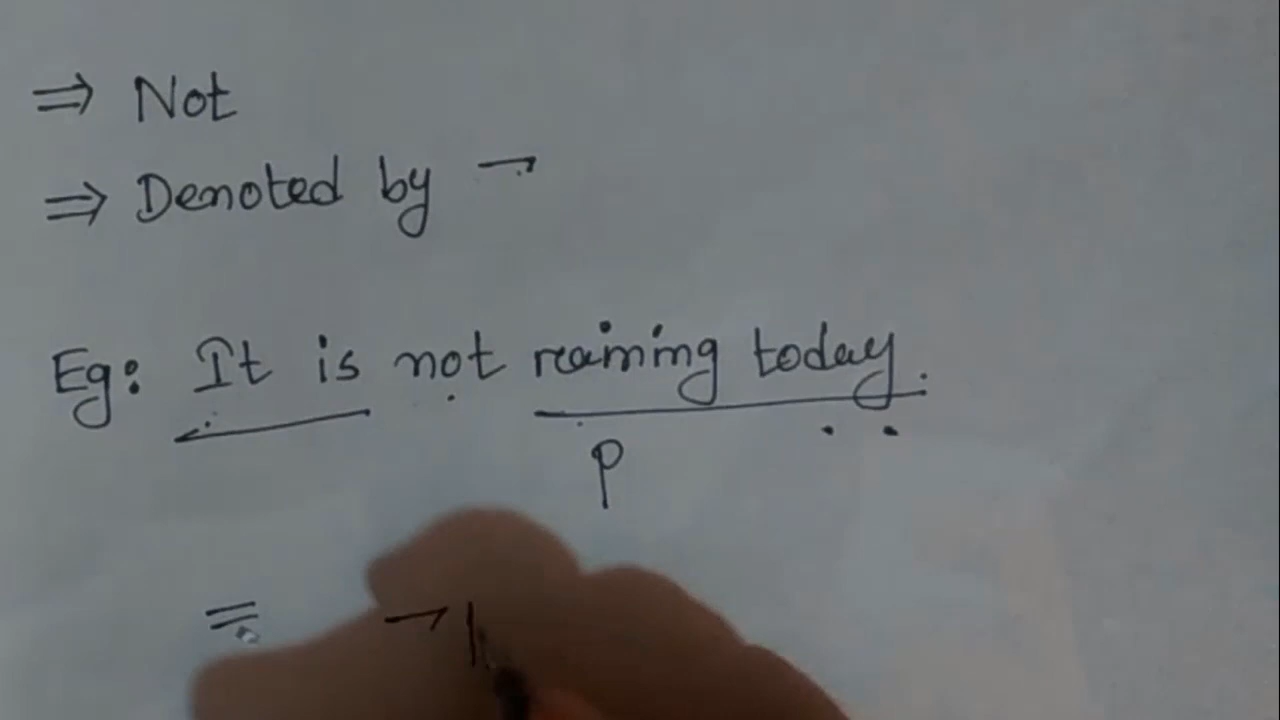 ⇒ Not
⇒ Denoted by ¬
Eg: It is not raining today.
p
= ¬